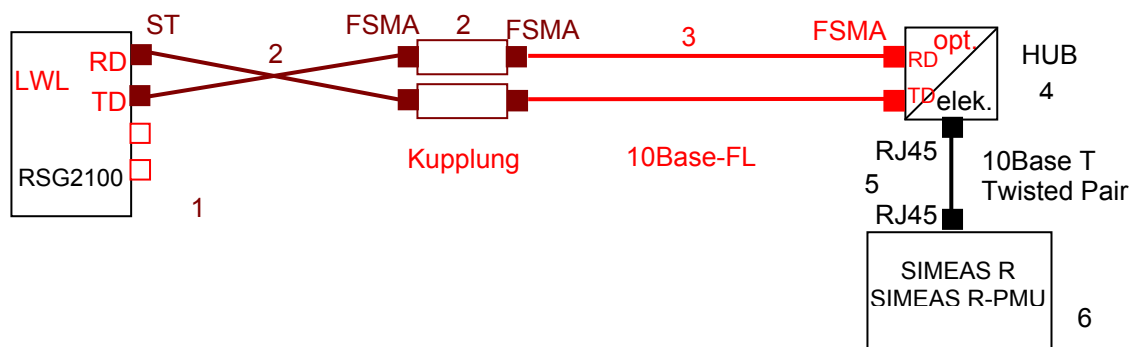 ST
2
FSMA
2
FSMA
3
FSMA
RD
LWL
TD
RSG2100
1
Kupplung
10Base-FL
opt.
RD
TD
elek.
HUB
4
RJ45
5
RJ45
10Base T
Twisted Pair
SIMEAS R
SIMEAS R-PMU
6